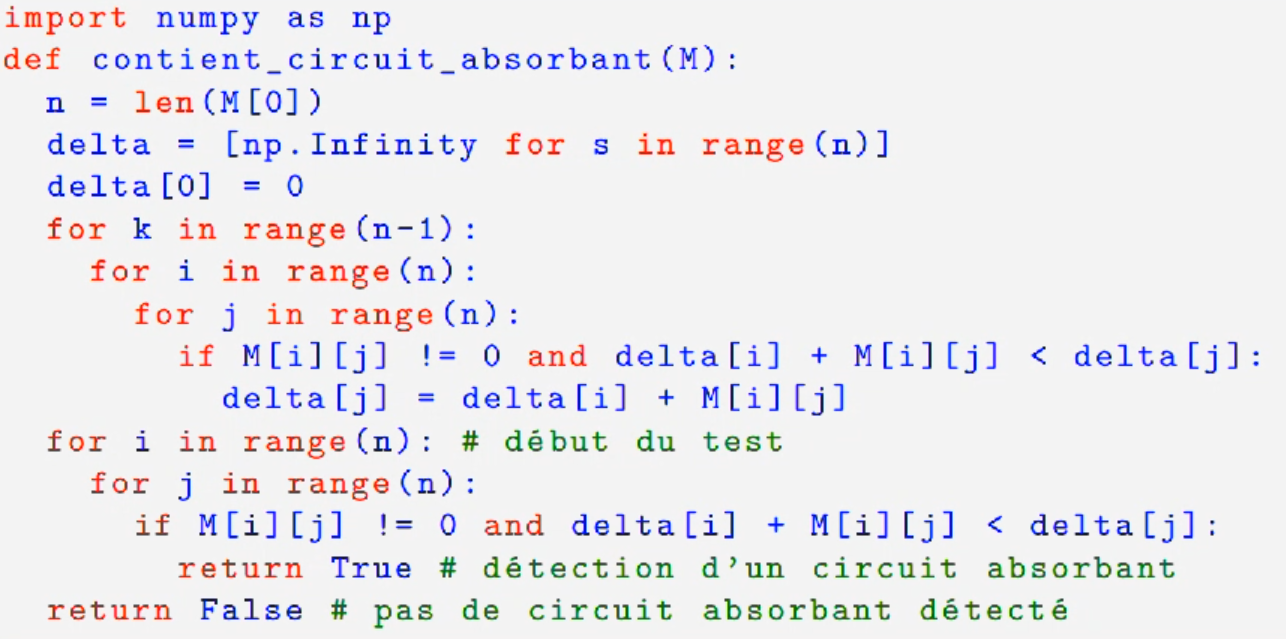 import numpy as np
def contient_circuit_absorbant(M):
  n = len(M[0])
  delta = [np.Infinity for s in range(n)]
  delta[0] = 0
  for k in range(n-1):
    for i in range(n):
      for j in range(n):
        if M[i][j] != 0 and delta[i] + M[i][j] < delta[j]:
          delta[j] = delta[i] + M[i][j]
  for i in range(n): # début du test
    for j in range(n):
      if M[i][j] != 0 and delta[i] + M[i][j] < delta[j]:
        return True # détection d'un circuit absorbant
  return False # pas de circuit absorbant détecté